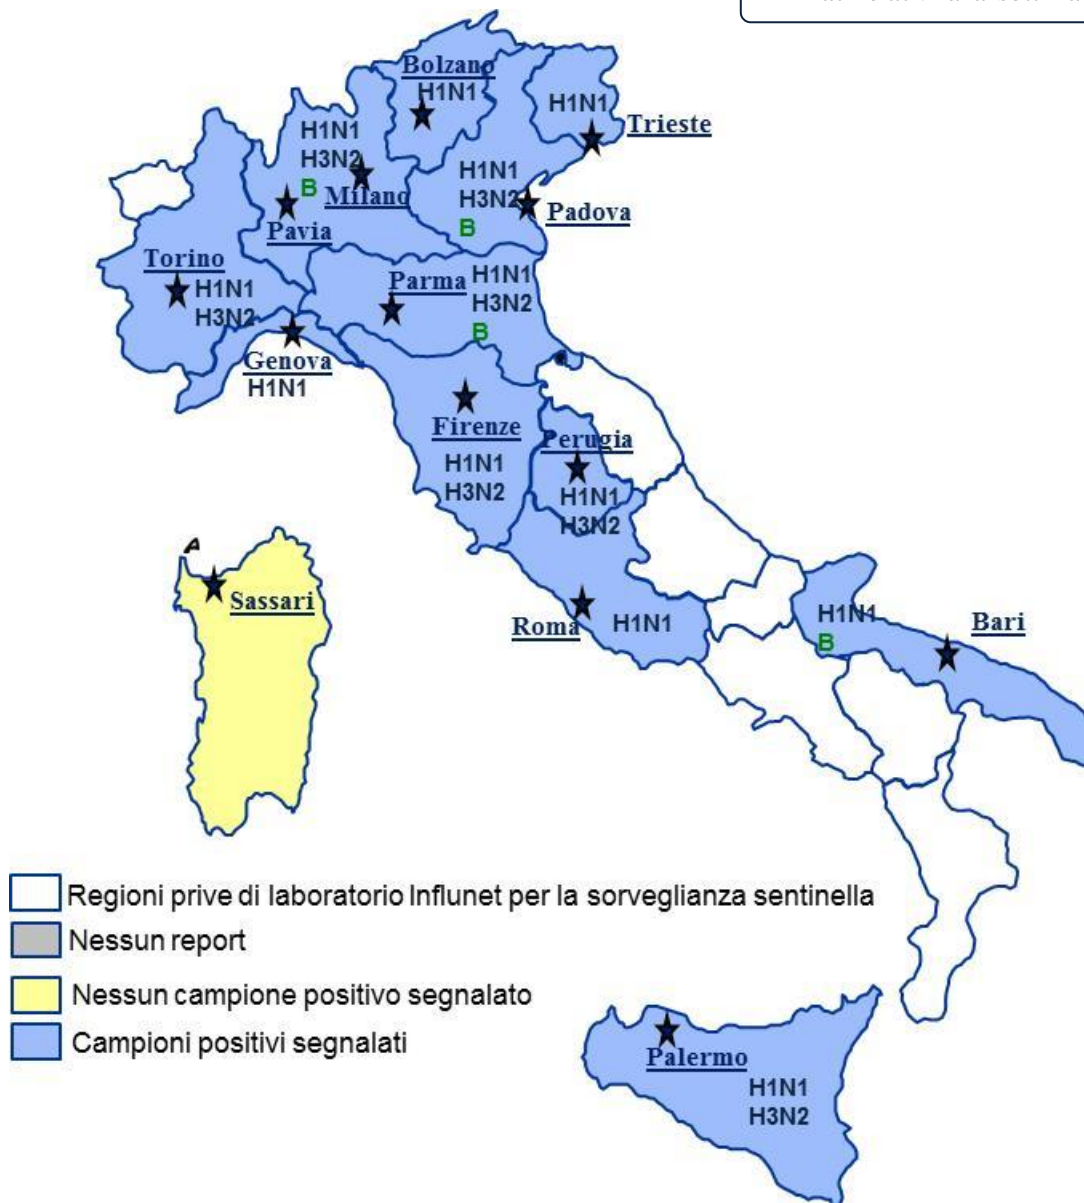 Bolzano
H1N1
H1N1
Trieste
H1N1
H3N2
B
Milano
Pavia
H1N1
H3N2
B
Padova
Torino
H1N1
H3N2
Parma
H1N1
H3N2
B
Genova
H1N1
Firenze
H1N1
H3N2
Perugia
H1N1
H3N2
A
Sassari
Roma
H1N1
H1N1
B
Bari
Regioni prive di laboratorio Influnet per la sorveglianza sentinella
Nessun report
Nessun campione positivo segnalato
Campioni positivi segnalati
Palermo
H1N1
H3N2